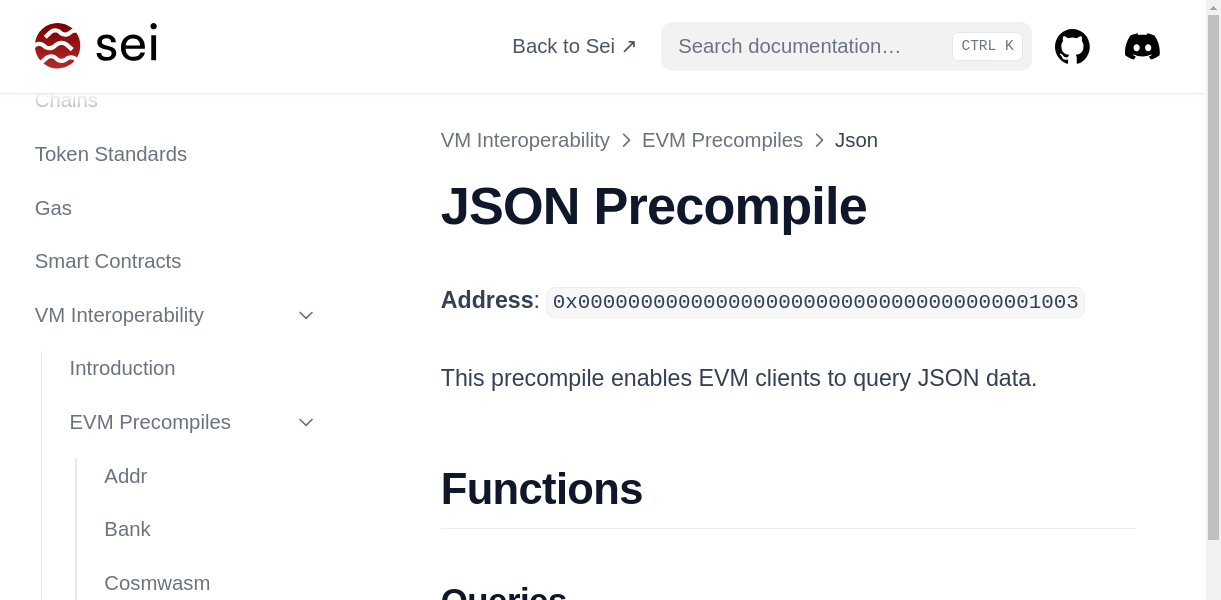 sei
Back to Sei ↗
Search documentation…
CTRL K
Chains
Token Standards
Gas
Smart Contracts
VM Interoperability
Introduction
EVM Precompiles
Addr
Bank
Cosmwasm
VM Interoperability > EVM Precompiles > Json
JSON Precompile
Address: 0x0000000000000000000000000000000000001003
This precompile enables EVM clients to query JSON data.
Functions
Queries